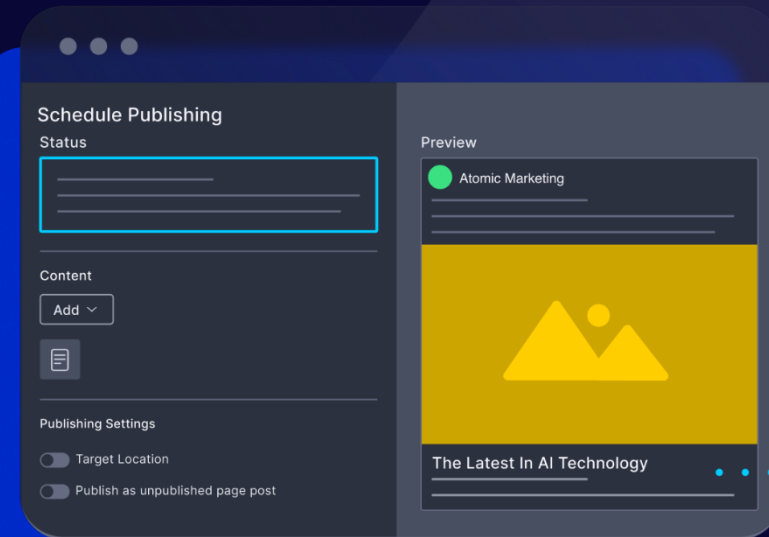 Schedule Publishing
Status
Content
Add
Publishing Settings
Target Location
Publish as unpublished page post
Preview
Atomic Marketing
The Latest In AI Technology